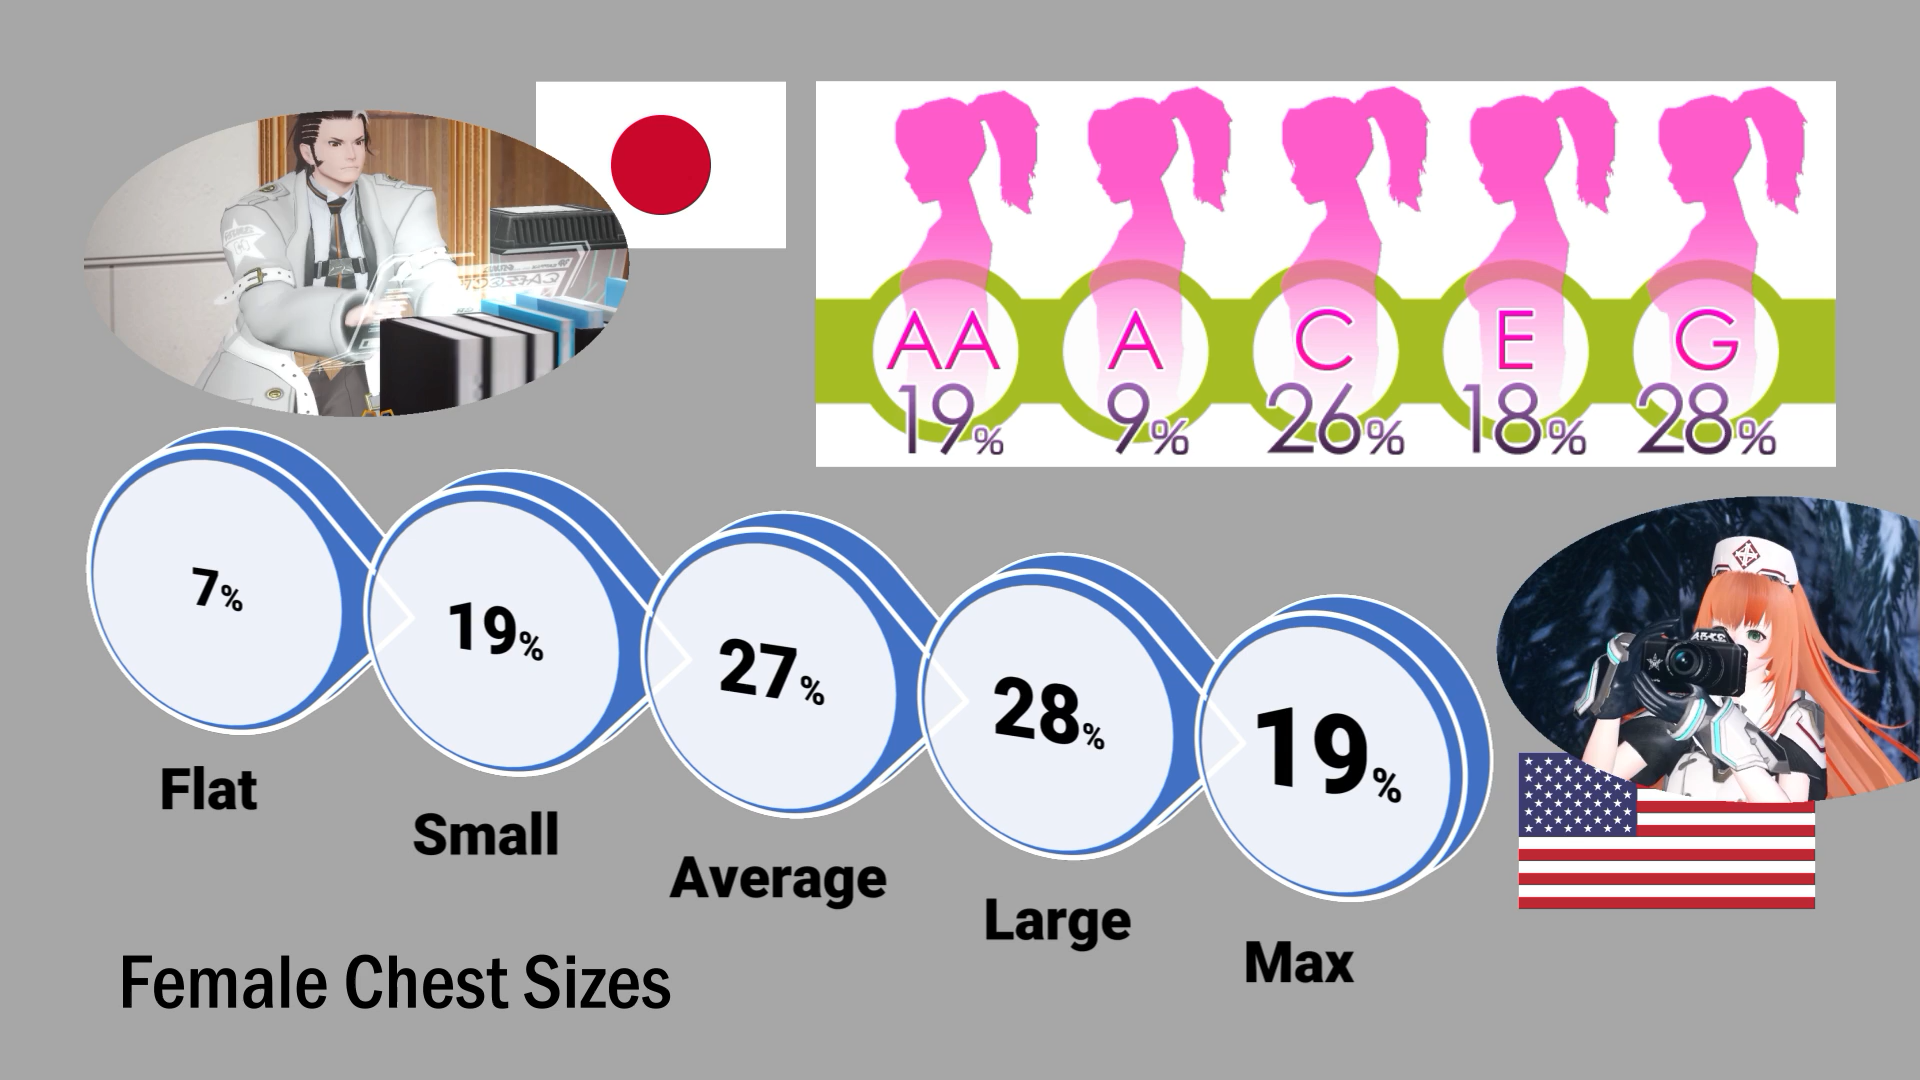 AA
A
C
E
G
19%
9%
26%
18%
28%
7%
19%
27%
28%
19%
Flat
Small
Average
Large
Max
Female Chest Sizes